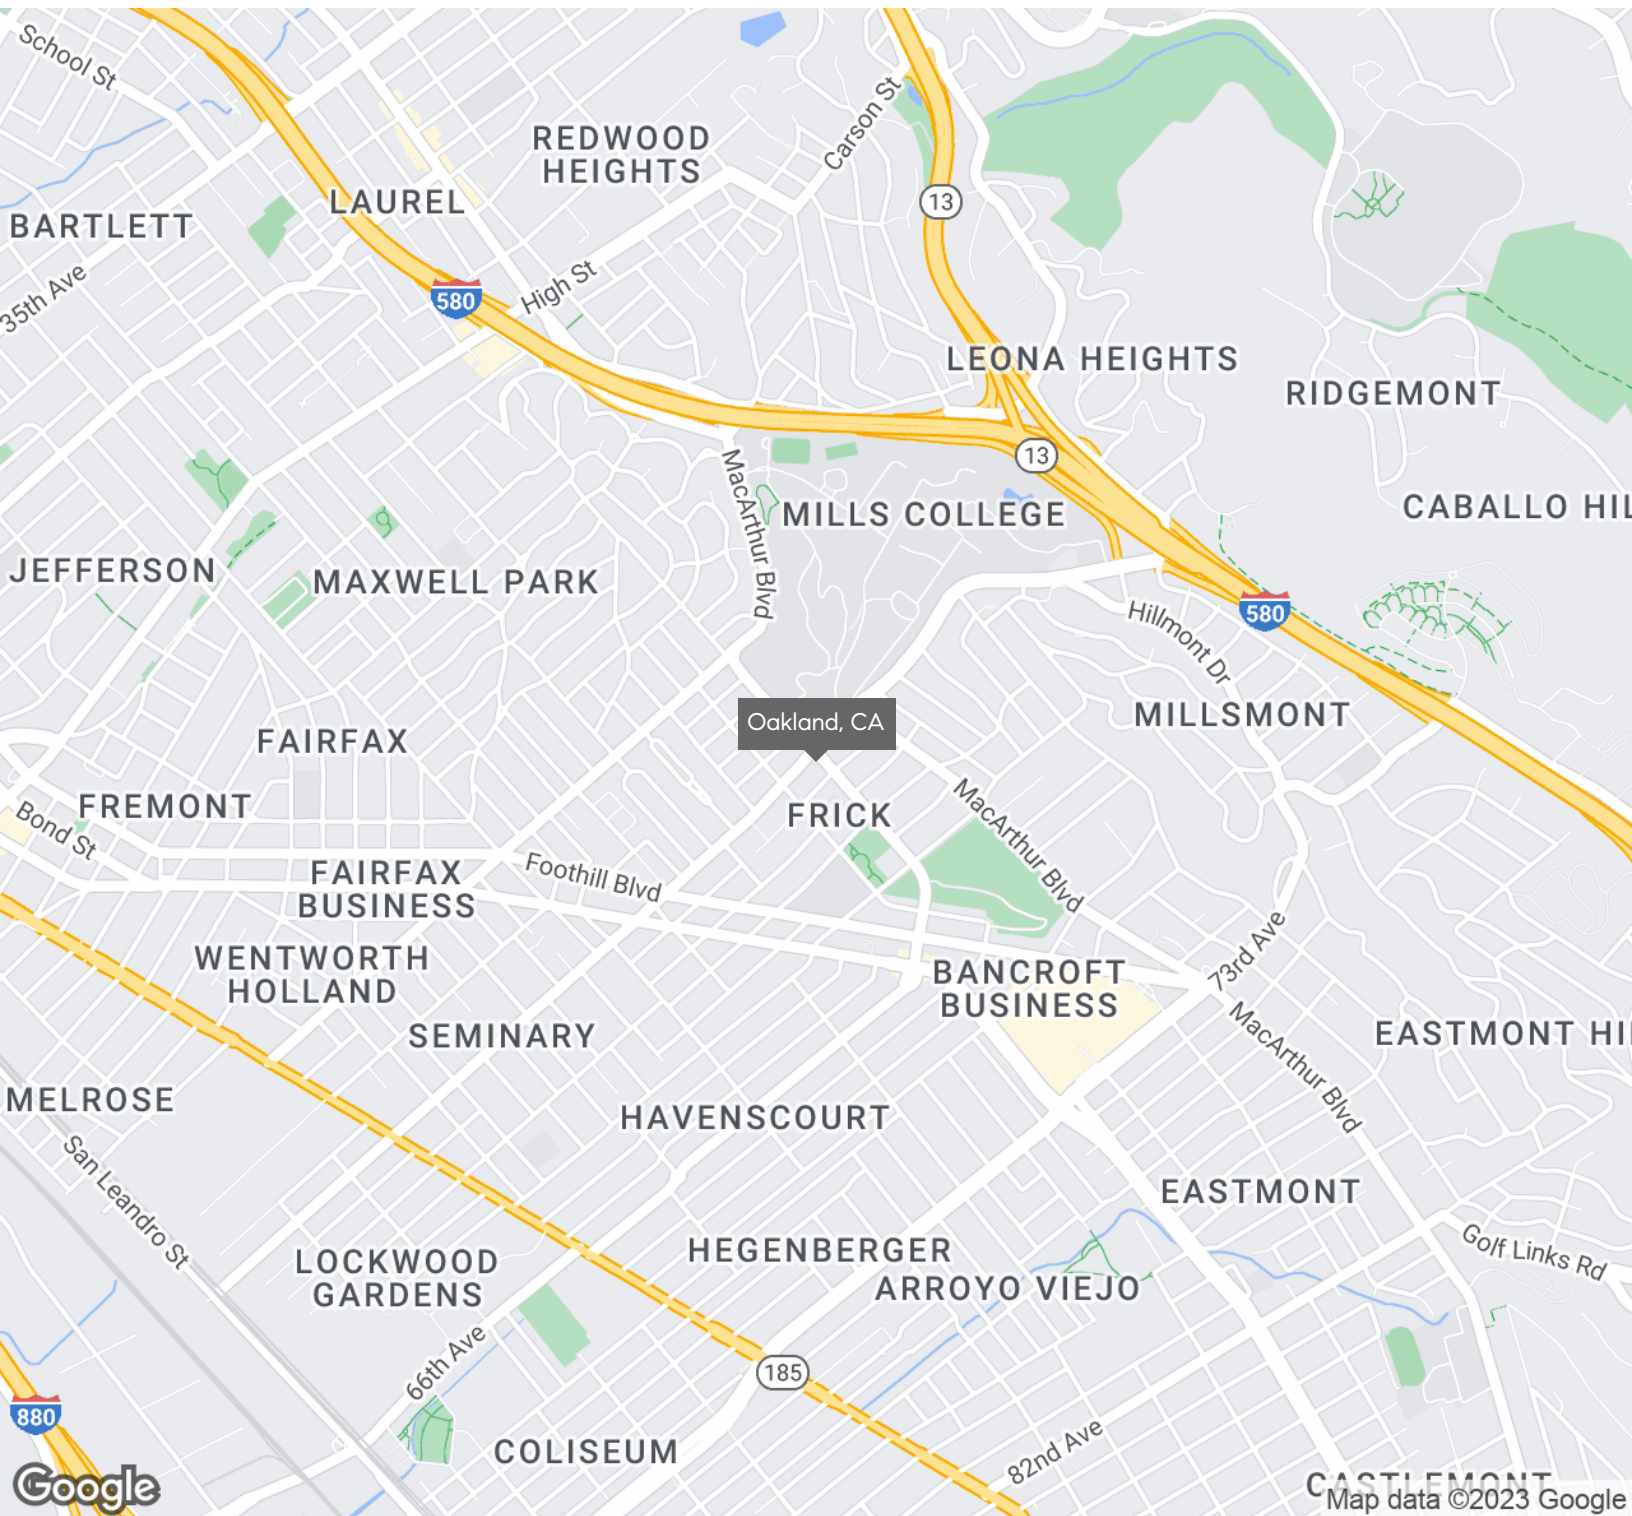 School St
REDWOOD
HEIGHTS
Carson St
LAUREL
13
BARTLETT
35th Ave
580
High St
LEONA HEIGHTS
RIDGEMONT
13
MacArthur Blvd
MILLS COLLEGE
CABALLO HIL
JEFFERSON
MAXWELL PARK
580
Hillmont Dr
MILLSMONT
Oakland, CA
FAIRFAX
FREMONT
Bond St
FRICK
MacArthur Blvd
FAIRFAX
BUSINESS
Foothill Blvd
WENTWORTH
HOLLAND
73rd Ave
BANCROFT
BUSINESS
SEMINARY
MacArthur Blvd
EASTMONT HI
MELROSE
HAVENSCOURT
San Leandro St
EASTMONT
LOCKWOOD
GARDENS
HEGENBERGER
ARROYO VIEJO
Golf Links Rd
66th Ave
185
880
COLISEUM
82nd Ave
CASTLEMONT
Google
Map data ©2023 Google